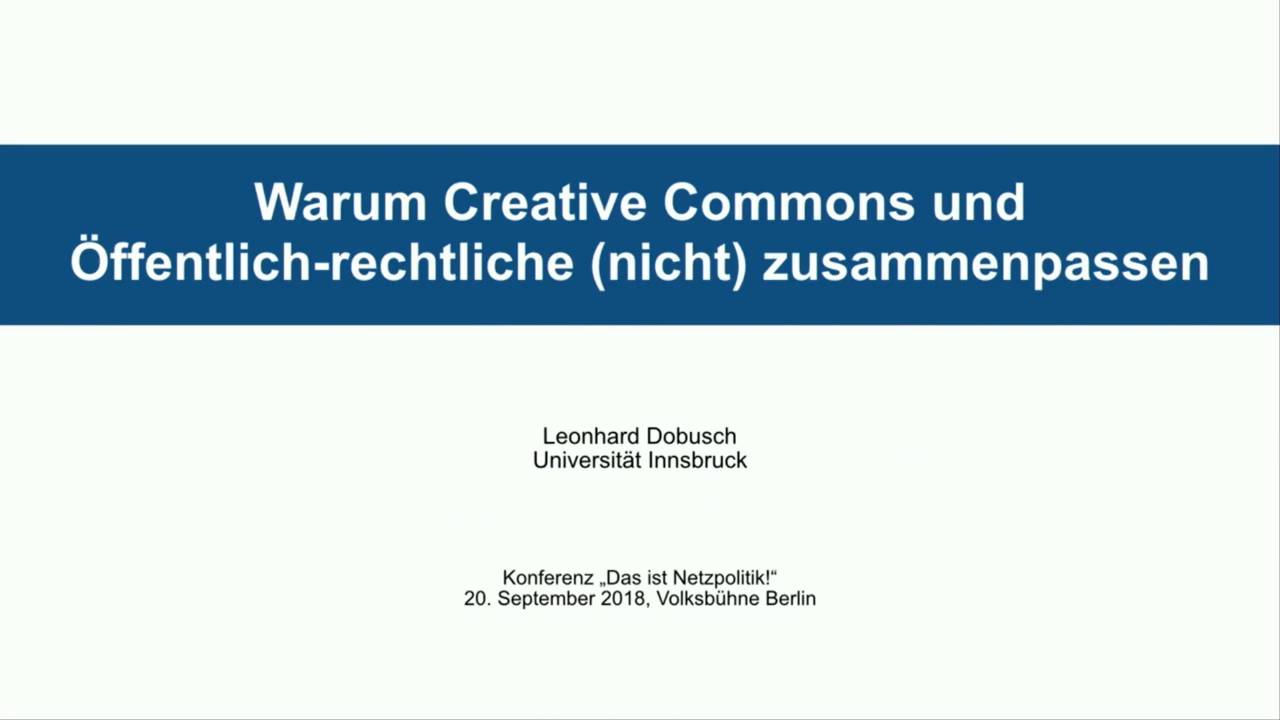 Warum Creative Commons und
Öffentlich-rechtliche (nicht) zusammenpassen
Leonhard Dobusch
Universität Innsbruck
Konferenz „Das ist Netzpolitik!“
20. September 2018, Volksbühne Berlin